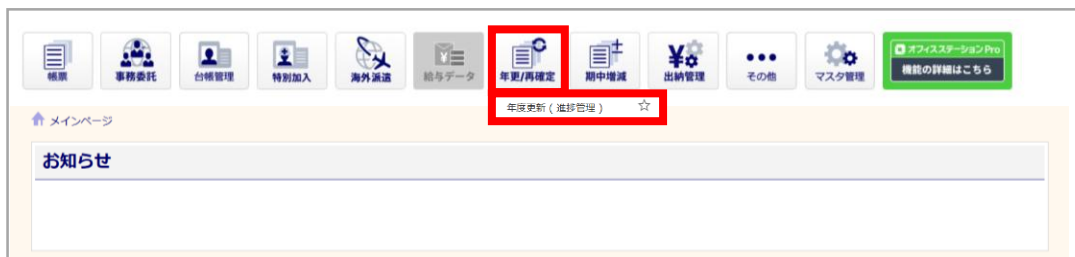 帳票
事務委託
台帳管理
特別加入
海外派遣
給与データ
年更/再確定
期中増減
出納管理
その他
マスタ管理
オフィスステーション Pro
機能の詳細はこちら
年度更新 ( 進捗管理 ) ☆
メインページ
お知らせ